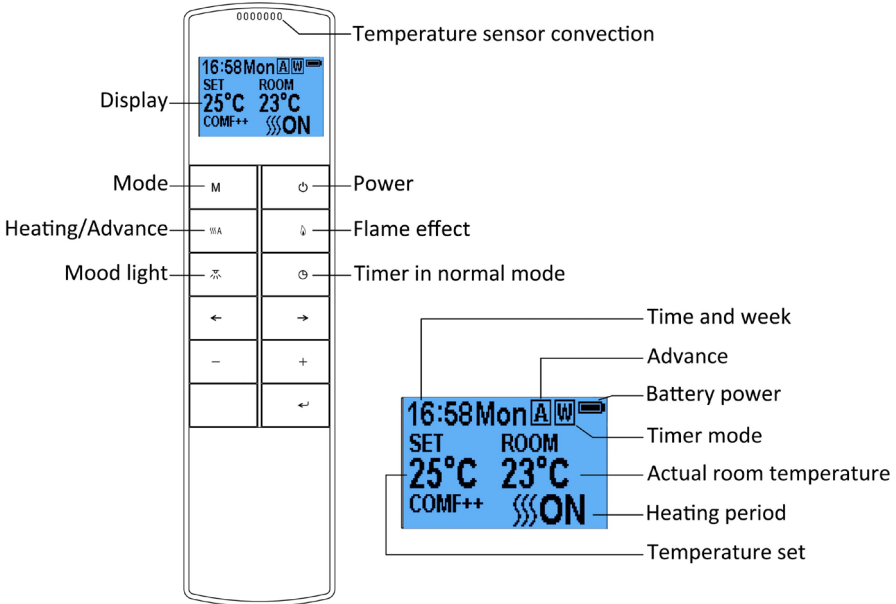 0000000
Temperature sensor convection
16:58Mon A W
SET ROOM
25°C 23°C
COMF++ ON
Display
Mode
M
Power
Heating/Advance
A
Flame effect
Mood light
Timer in normal mode
← →
− +
↵
Time and week
Advance
Battery power
16:58Mon A W
Timer mode
SET ROOM
25°C 23°C
Actual room temperature
COMF++ ON
Heating period
Temperature set